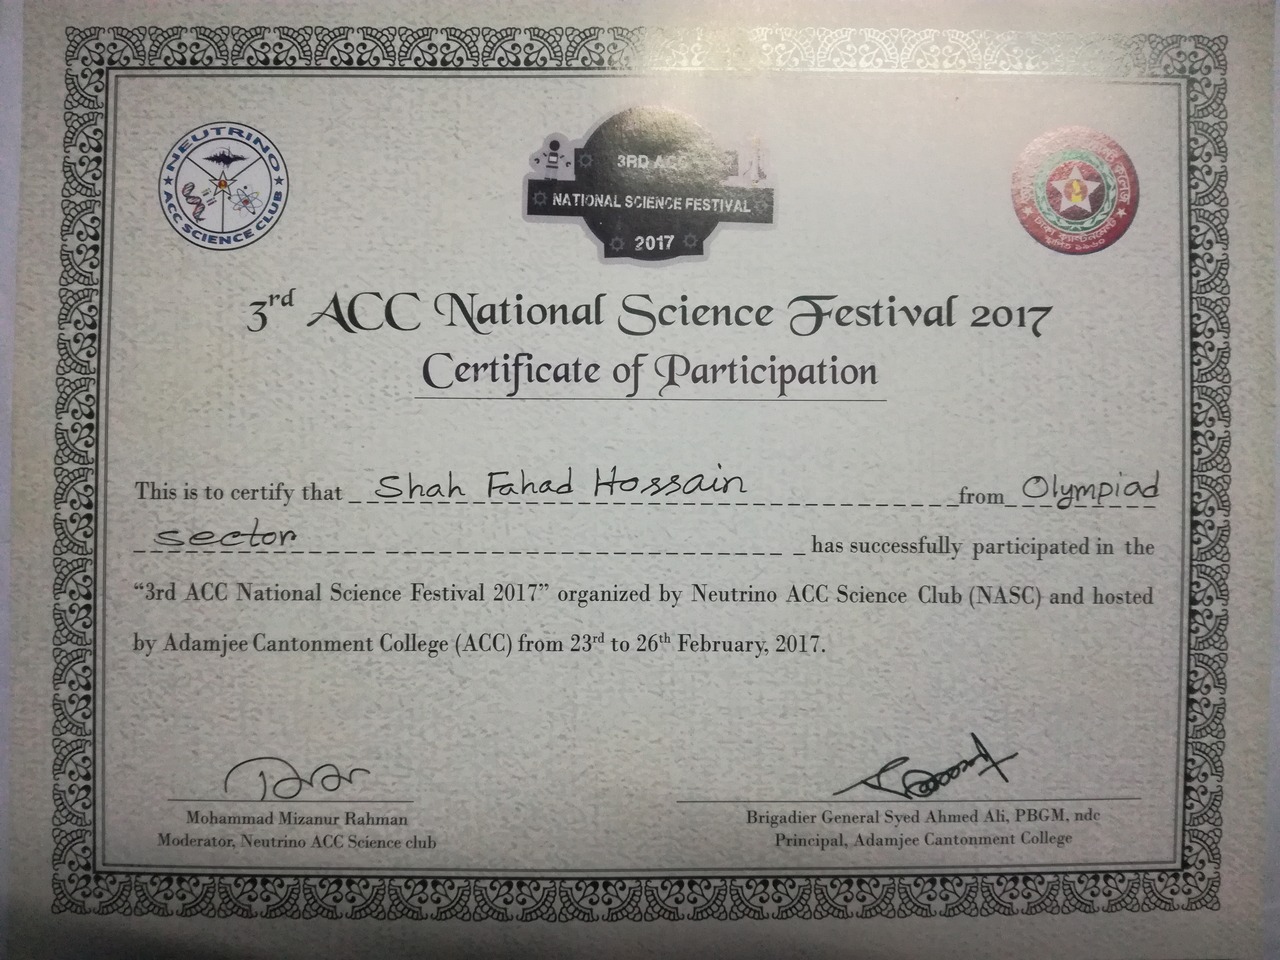 NEUTRINO
ACC SCIENCE CLUB
3RD ACC
NATIONAL SCIENCE FESTIVAL
2017
ঢাকা ক্যান্টনমেন্ট
স্থাপিত ১৯৬০
3rd ACC National Science Festival 2017
Certificate of Participation
This is to certify that Shah Fahad Hossain from Olympiad
sector has successfully participated in the
“3rd ACC National Science Festival 2017” organized by Neutrino ACC Science Club (NASC) and hosted
by Adamjee Cantonment College (ACC) from 23rd to 26th February, 2017.
Mohammad Mizanur Rahman
Moderator, Neutrino ACC Science club
Brigadier General Syed Ahmed Ali, PBGM, ndc
Principal, Adamjee Cantonment College